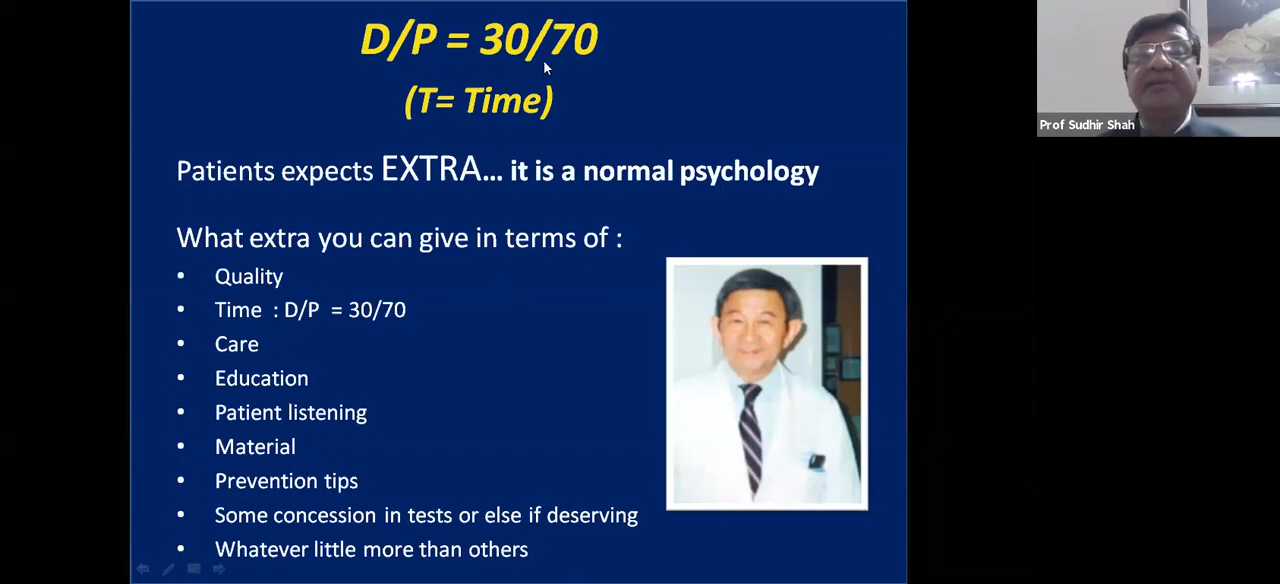 D/P = 30/70
(T= Time)
Patients expects EXTRA... it is a normal psychology
What extra you can give in terms of :
• Quality
• Time : D/P = 30/70
• Care
• Education
• Patient listening
• Material
• Prevention tips
• Some concession in tests or else if deserving
• Whatever little more than others
Prof Sudhir Shah